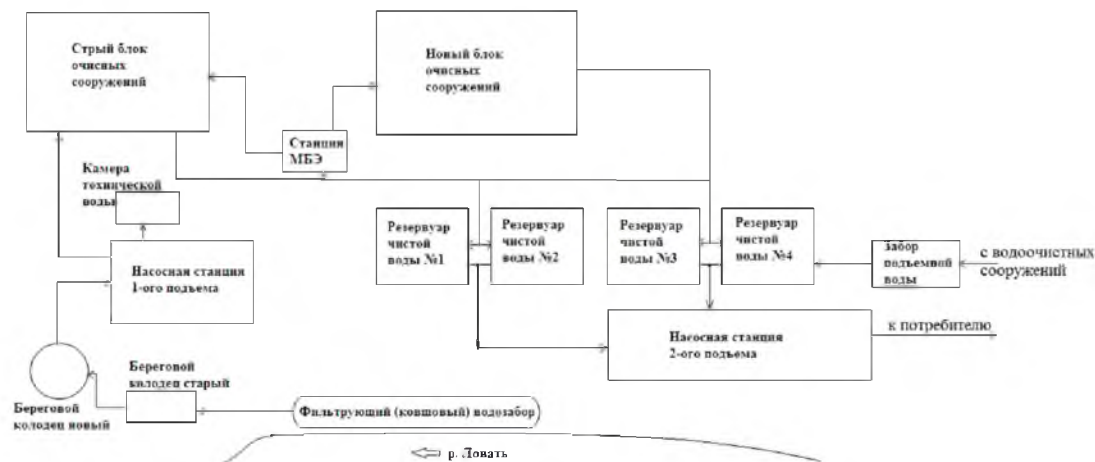 Стрый блок
очисных
сооружений
Новый блок
очисных
сооружений
Станция
МБЭ
Камера
технической
воды
Насосная станция
1-ого подъема
Резервуар
чистой
воды №1
Резервуар
чистой
воды №2
Резервуар
чистой
воды №3
Резервуар
чистой
воды №4
забор
подъемной
воды
с водоочистных
сооружений
Насосная станция
2-ого подъема
к потребителю
Береговой
колодец старый
Береговой
колодец новый
Фильтрующий (ковшовый) водозабор
р. Ловать